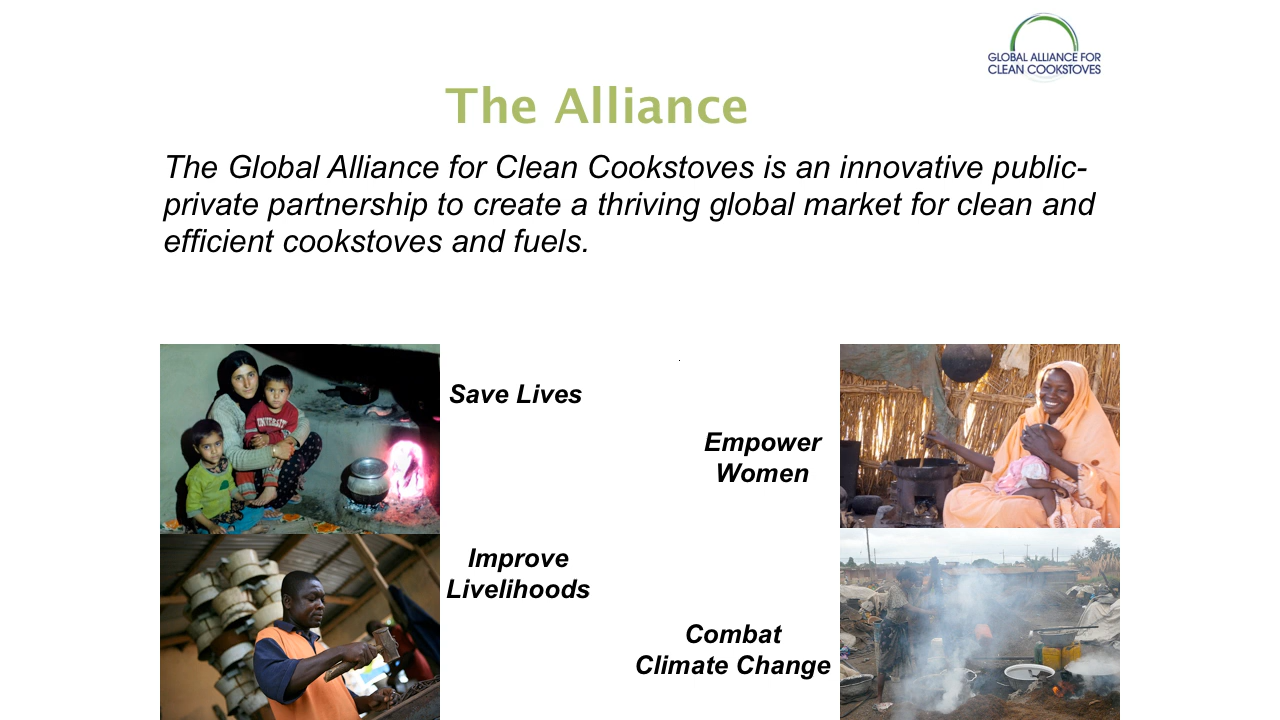 GLOBAL ALLIANCE FOR
CLEAN COOKSTOVES
The Alliance
The Global Alliance for Clean Cookstoves is an innovative public-
private partnership to create a thriving global market for clean and
efficient cookstoves and fuels.
Save Lives
Empower
Women
UNIVERSITY
Improve
Livelihoods
Combat
Climate Change